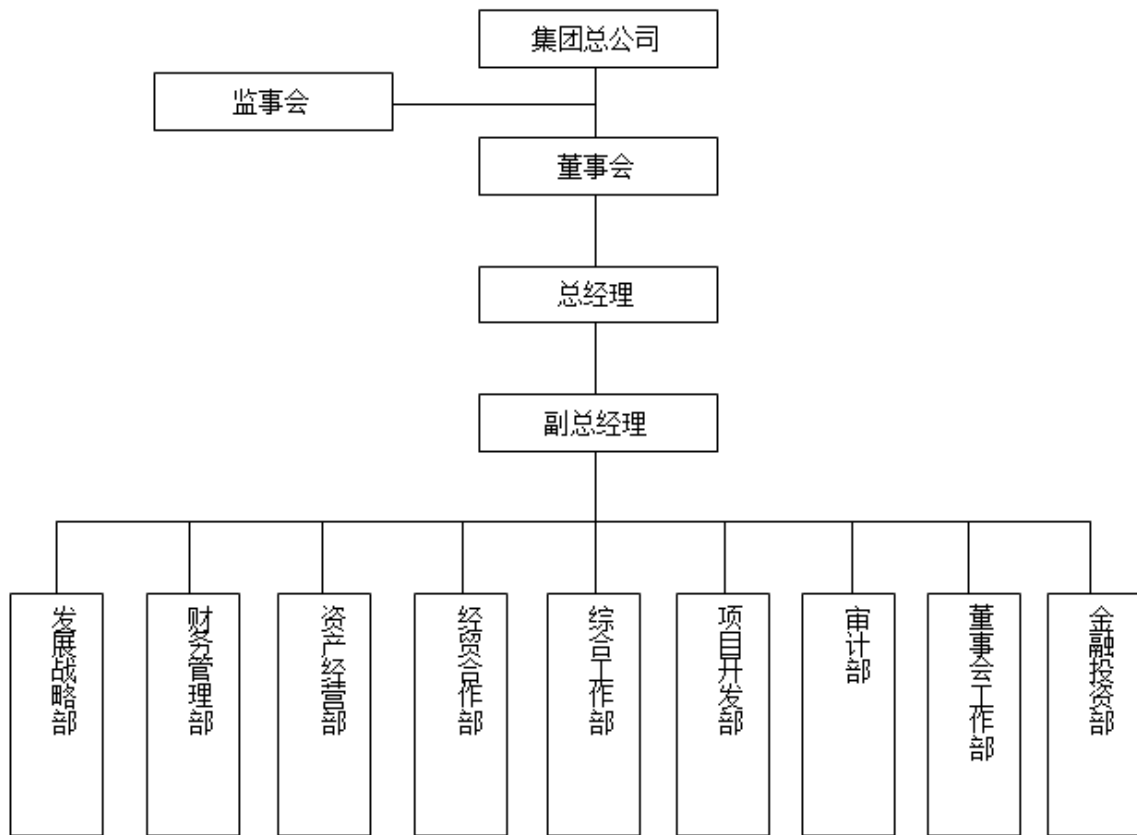 集团总公司
监事会
董事会
总经理
副总经理
发展战略部
财务管理部
资产经营部
经贸合作部
综合工作部
项目开发部
审计部
董事会工作部
金融投资部